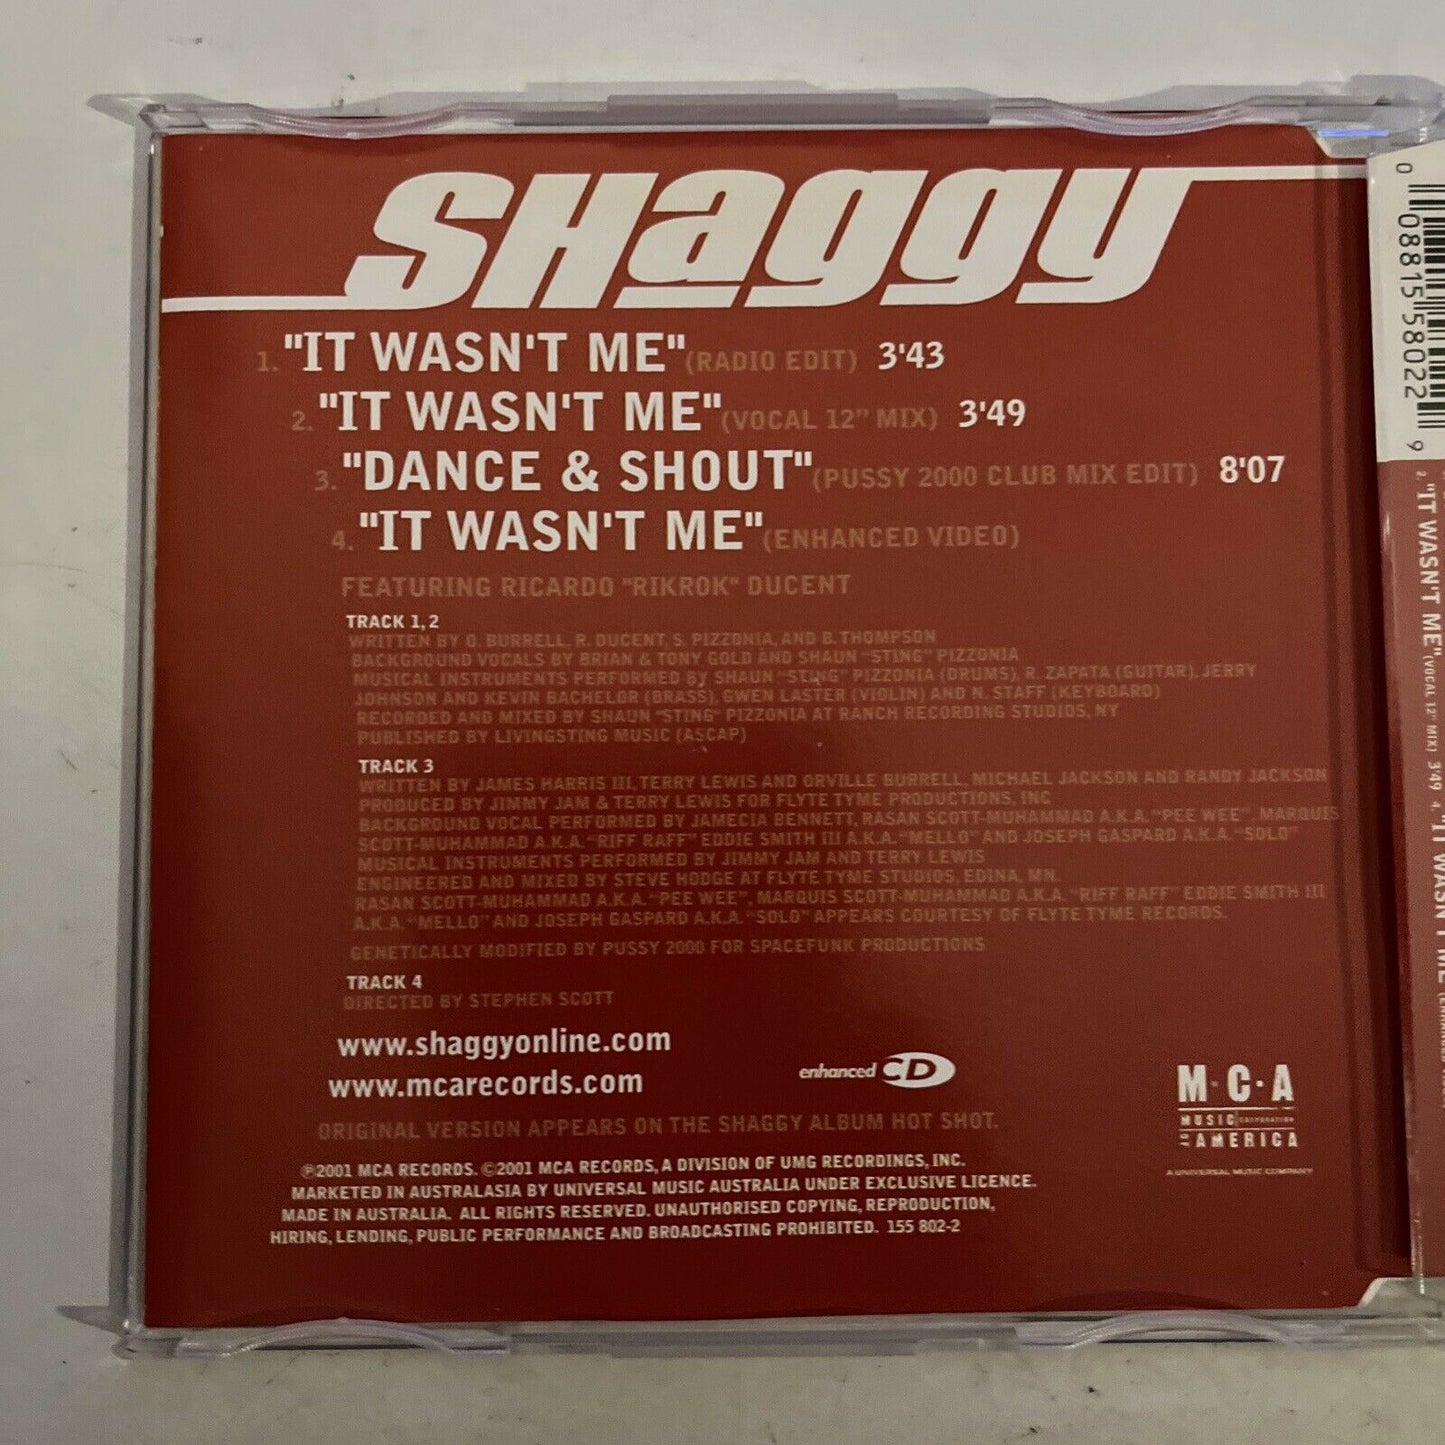 SHaggy
1. "IT WASN'T ME" (RADIO EDIT) 3'43
2. "IT WASN'T ME" (VOCAL 12" MIX) 3'49
3. "DANCE & SHOUT" (PUSSY 2000 CLUB MIX EDIT) 8'07
4. "IT WASN'T ME" (ENHANCED VIDEO)
FEATURING RICARDO "RIKROK" DUCENT
TRACK 1, 2
WRITTEN BY O. BURRELL, R. DUCENT, S. PIZZONIA, AND B. THOMPSON
BACKGROUND VOCALS BY BRIAN & TONY GOLD AND SHAUN "STING" PIZZONIA
MUSICAL INSTRUMENTS PERFORMED BY SHAUN "STING" PIZZONIA (DRUMS), R. ZAPATA (GUITAR), JERRY
JOHNSON AND KEVIN BACHELOR (BRASS), GWEN LASTER (VIOLIN) AND N. STAFF (KEYBOARD)
RECORDED AND MIXED BY SHAUN "STING" PIZZONIA AT RANCH RECORDING STUDIOS, NY
PUBLISHED BY LIVINGSTING MUSIC (ASCAP)
TRACK 3
WRITTEN BY JAMES HARRIS III, TERRY LEWIS AND ORVILLE BURRELL, MICHAEL JACKSON AND RANDY JACKSON
PRODUCED BY JIMMY JAM & TERRY LEWIS FOR FLYTE TYME PRODUCTIONS, INC
BACKGROUND VOCAL PERFORMED BY JAMECIA BENNETT, RASAN SCOTT-MUHAMMAD A.K.A. "PEE WEE", MARQUIS
SCOTT-MUHAMMAD A.K.A. "RIFF RAFF" EDDIE SMITH III A.K.A. "MELLO" AND JOSEPH GASPARD A.K.A. "SOLO"
MUSICAL INSTRUMENTS PERFORMED BY JIMMY JAM AND TERRY LEWIS
ENGINEERED AND MIXED BY STEVE HODGE AT FLYTE TYME STUDIOS, EDINA, MN.
RASAN SCOTT-MUHAMMAD A.K.A. "PEE WEE", MARQUIS SCOTT-MUHAMMAD A.K.A. "RIFF RAFF" EDDIE SMITH III
A.K.A. "MELLO" AND JOSEPH GASPARD A.K.A. "SOLO" APPEARS COURTESY OF FLYTE TYME RECORDS.
GENETICALLY MODIFIED BY PUSSY 2000 FOR SPACEFUNK PRODUCTIONS
TRACK 4
DIRECTED BY STEPHEN SCOTT
www.shaggyonline.com
www.mcarecords.com
enhanced CD
M·C·A
MUSIC CORPORATION
OF AMERICA
A UNIVERSAL MUSIC COMPANY
ORIGINAL VERSION APPEARS ON THE SHAGGY ALBUM HOT SHOT.
℗2001 MCA RECORDS. ©2001 MCA RECORDS, A DIVISION OF UMG RECORDINGS, INC.
MARKETED IN AUSTRALASIA BY UNIVERSAL MUSIC AUSTRALIA UNDER EXCLUSIVE LICENCE.
MADE IN AUSTRALIA. ALL RIGHTS RESERVED. UNAUTHORISED COPYING, REPRODUCTION,
HIRING, LENDING, PUBLIC PERFORMANCE AND BROADCASTING PROHIBITED. 155 802-2
0 08815 58022 9
2. "IT WASN'T ME" (VOCAL 12" MIX) 3'49 4. "IT WASN'T ME"